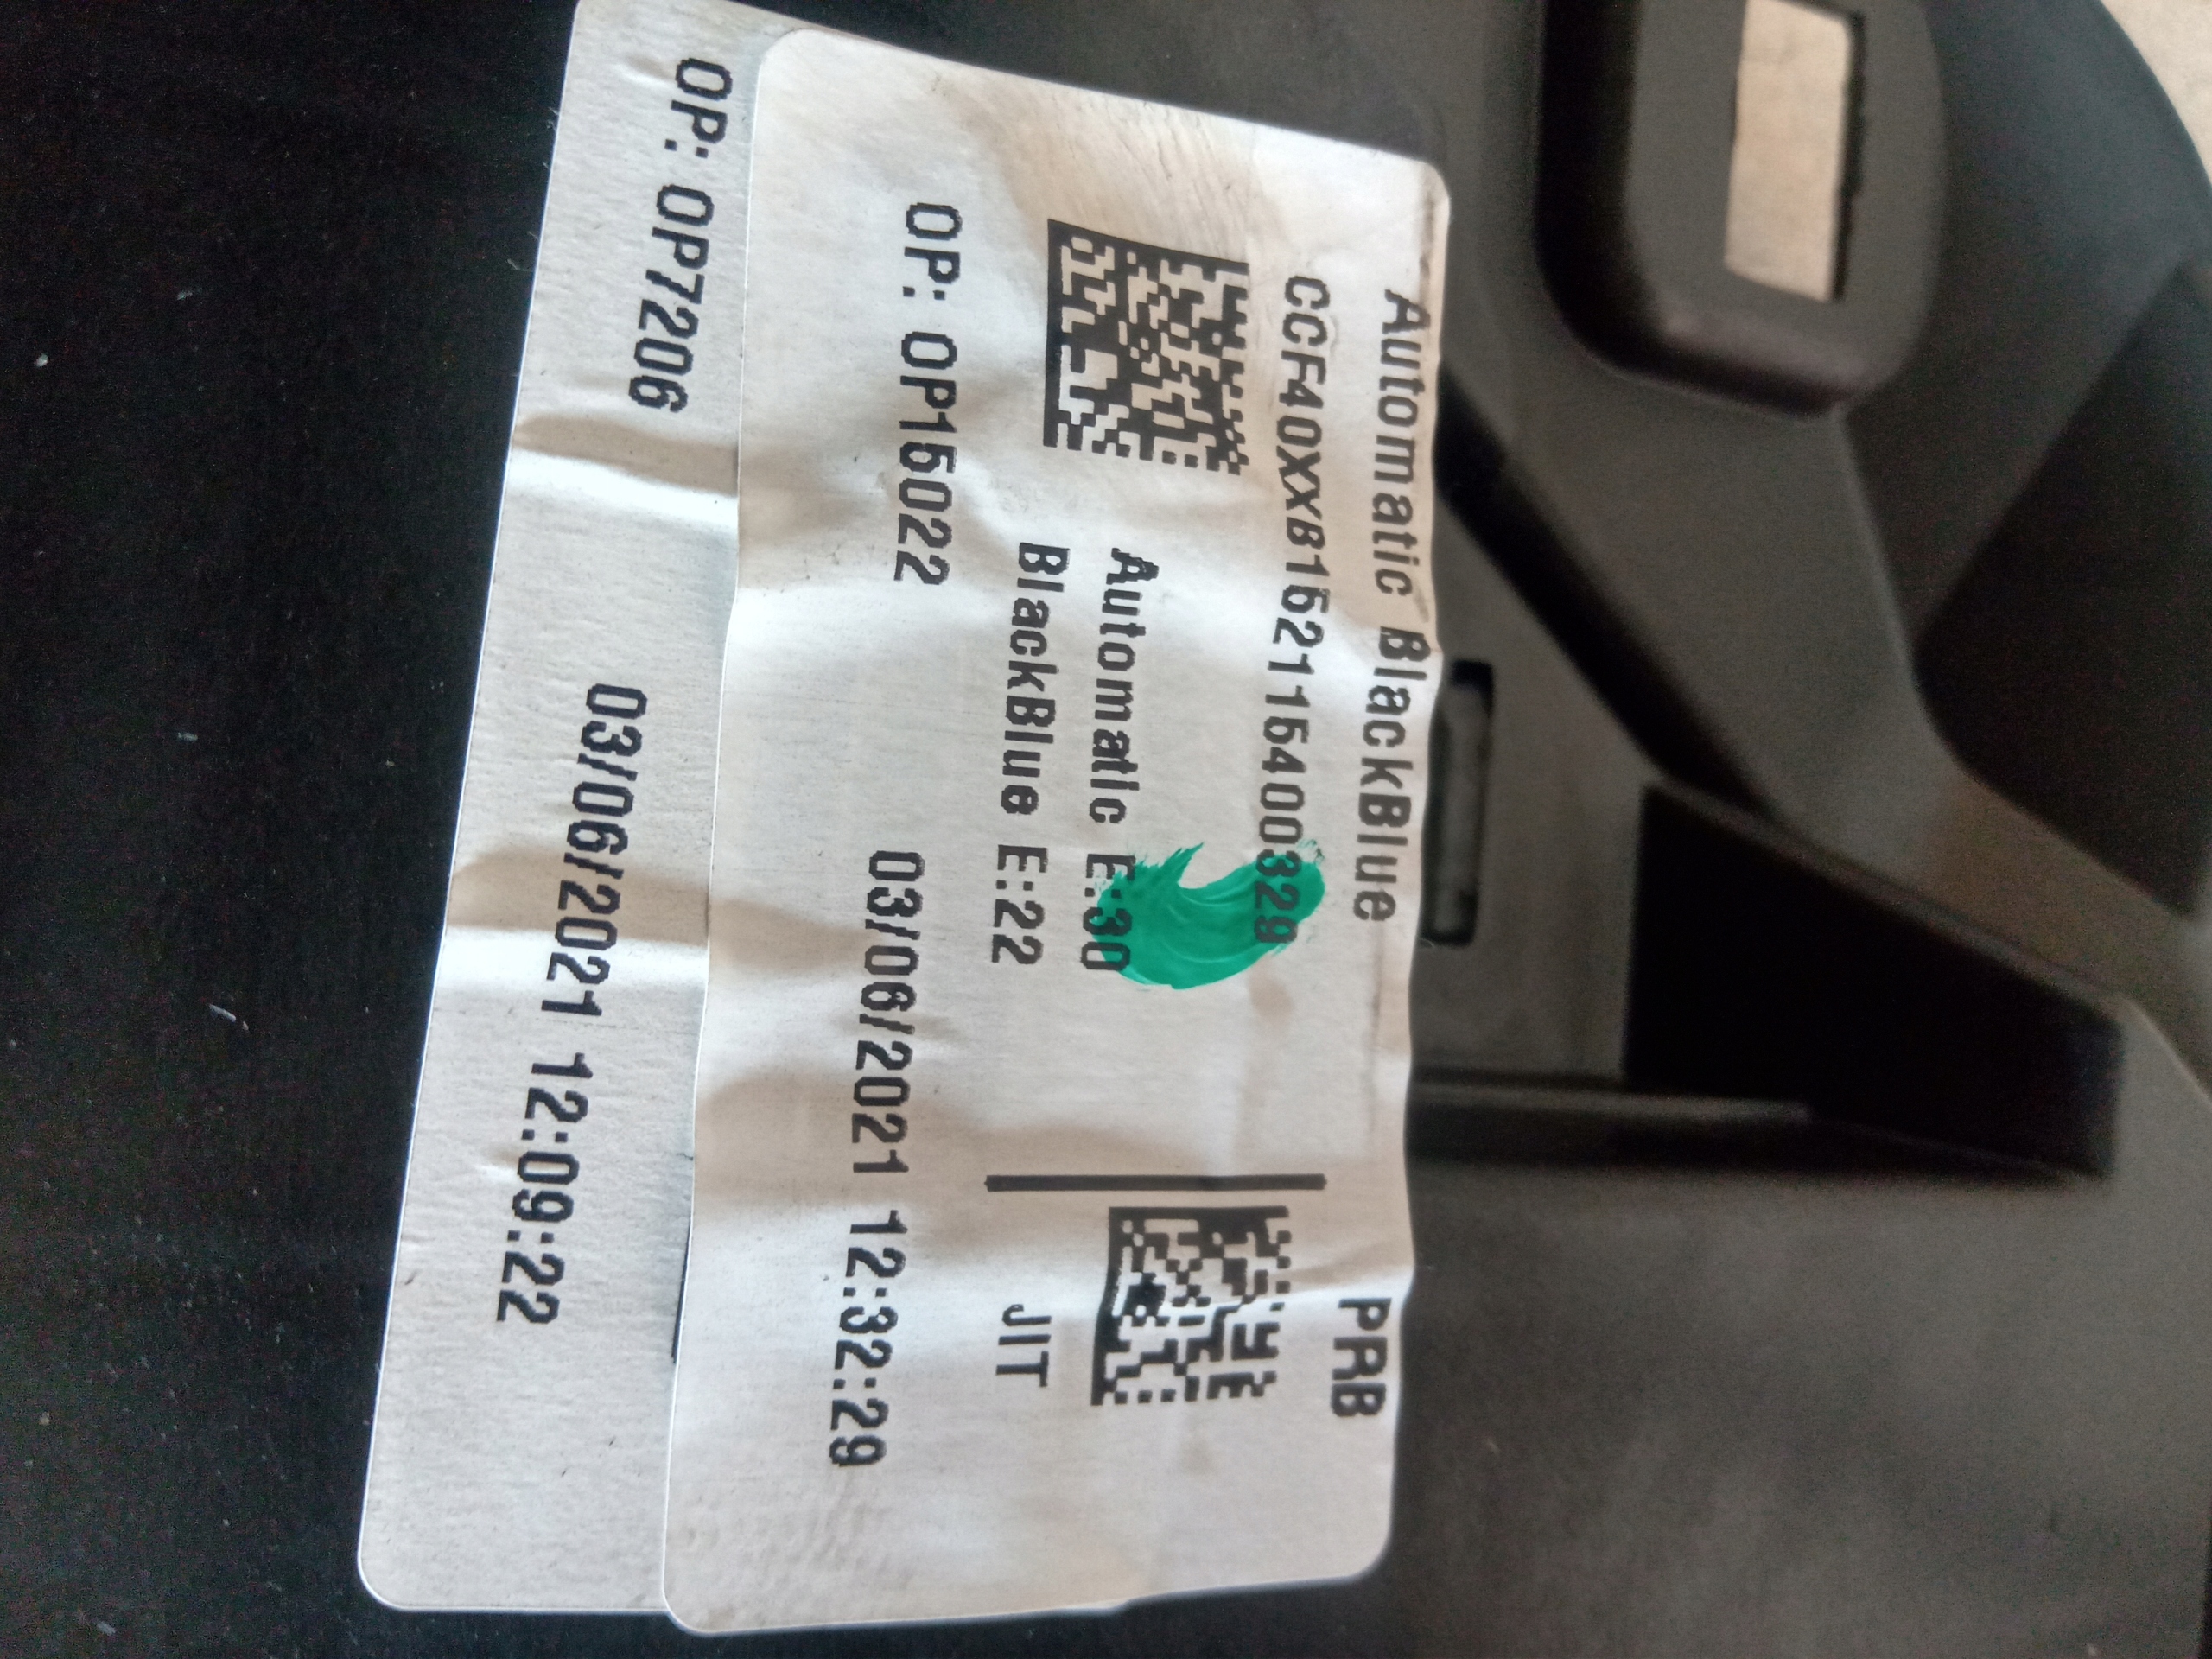 Automatic BlackBlue
PRB
CCF40XXB162115400329
Automatic E:30
BlackBlue E:22
JIT
OP: OP15022
03/06/2021 12:32:29
OP: OP7206
03/06/2021 12:09:22